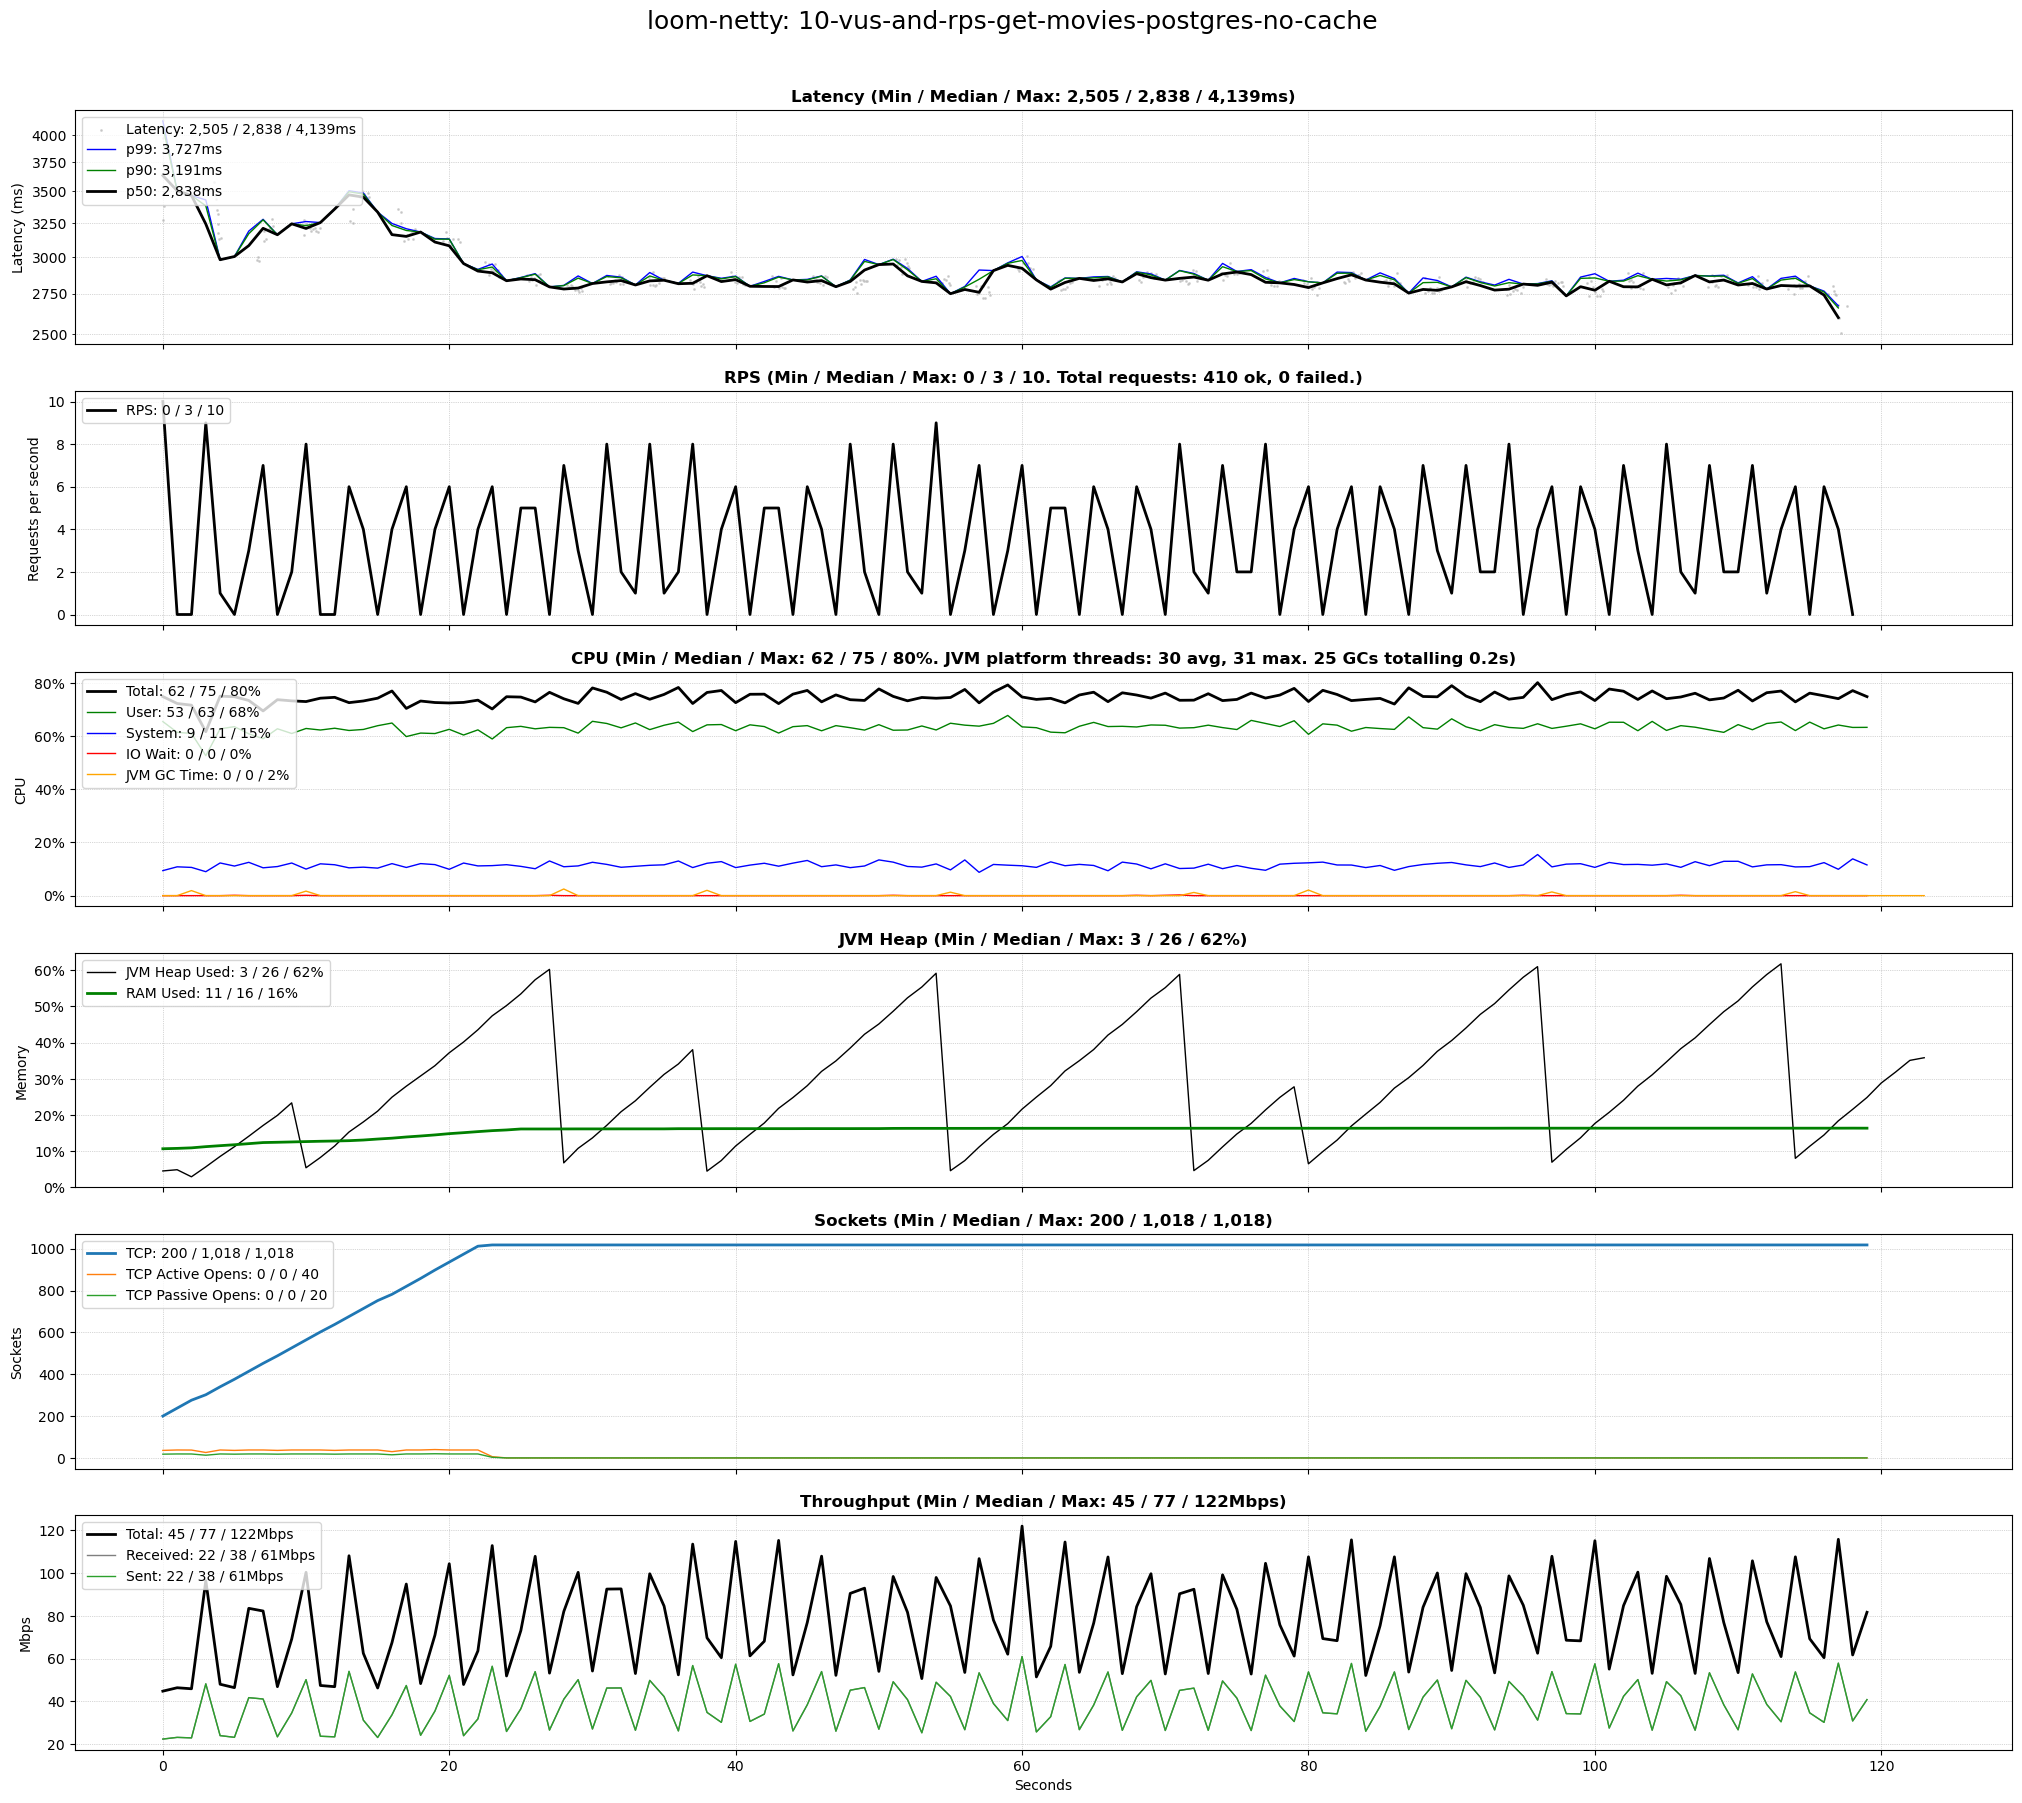 loom-netty: 10-vus-and-rps-get-movies-postgres-no-cache
Latency (Min / Median / Max: 2,505 / 2,838 / 4,139ms)
Latency: 2,505 / 2,838 / 4,139ms
p99: 3,727ms
p90: 3,191ms
p50: 2,838ms
4000
3750
3500
3250
3000
2750
2500
Latency (ms)
RPS (Min / Median / Max: 0 / 3 / 10. Total requests: 410 ok, 0 failed.)
RPS: 0 / 3 / 10
10
8
6
4
2
0
Requests per second
CPU (Min / Median / Max: 62 / 75 / 80%. JVM platform threads: 30 avg, 31 max. 25 GCs totalling 0.2s)
Total: 62 / 75 / 80%
User: 53 / 63 / 68%
System: 9 / 11 / 15%
IO Wait: 0 / 0 / 0%
JVM GC Time: 0 / 0 / 2%
80%
60%
40%
20%
0%
CPU
JVM Heap (Min / Median / Max: 3 / 26 / 62%)
JVM Heap Used: 3 / 26 / 62%
RAM Used: 11 / 16 / 16%
60%
50%
40%
30%
20%
10%
0%
Memory
Sockets (Min / Median / Max: 200 / 1,018 / 1,018)
TCP: 200 / 1,018 / 1,018
TCP Active Opens: 0 / 0 / 40
TCP Passive Opens: 0 / 0 / 20
1000
800
600
400
200
0
Sockets
Throughput (Min / Median / Max: 45 / 77 / 122Mbps)
Total: 45 / 77 / 122Mbps
Received: 22 / 38 / 61Mbps
Sent: 22 / 38 / 61Mbps
120
100
80
60
40
20
Mbps
0 20 40 60 80 100 120
Seconds